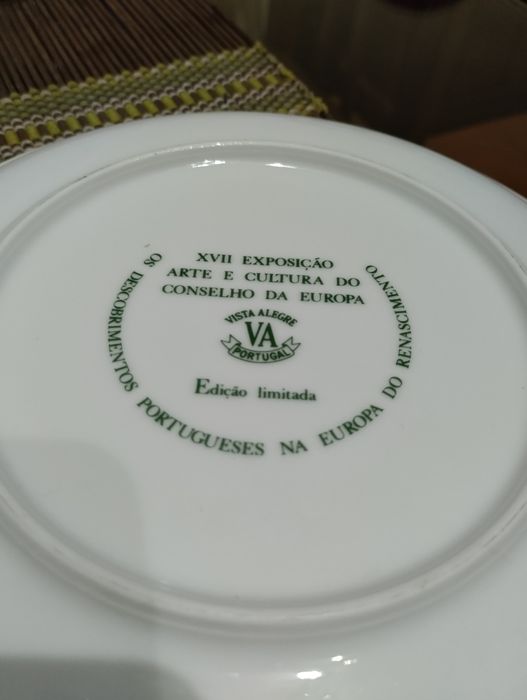 XVII EXPOSIÇÃO
ARTE E CULTURA DO
CONSELHO DA EUROPA
VISTA ALEGRE
VA
PORTUGAL
Edição limitada
OS DESCOBRIMENTOS PORTUGUESES NA EUROPA DO RENASCIMENTO